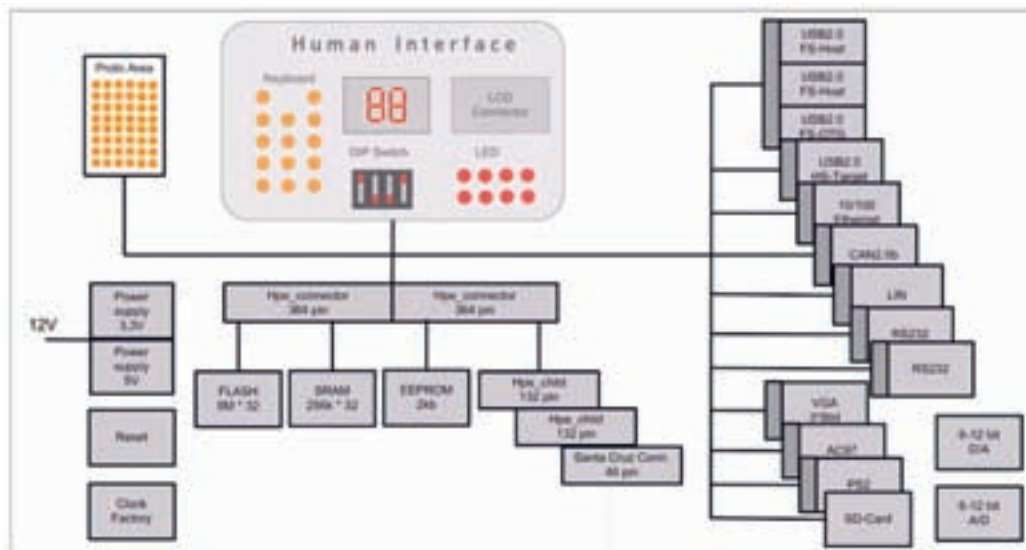 Human Interface
Proto Area
Keyboard
88
LCD
Connector
DIP Switch
LED
USB2.0
FS-Host
USB2.0
FS-Host
USB2.0
FS-OTG
USB2.0
HS-Target
10/100
Ethernet
CAN2.0b
LIN
RS232
RS232
12V
Power
supply
3,3V
Power
supply
5V
Reset
Clock
Factory
Hpe_connector
364 pin
Hpe_connector
364 pin
FLASH
8M * 32
SRAM
256k * 32
EEPROM
2kb
Hpe_child
132 pin
Hpe_child
132 pin
Santa Cruz Conn
VGA
AC97
PS2
SD-Card
D/A
A/D